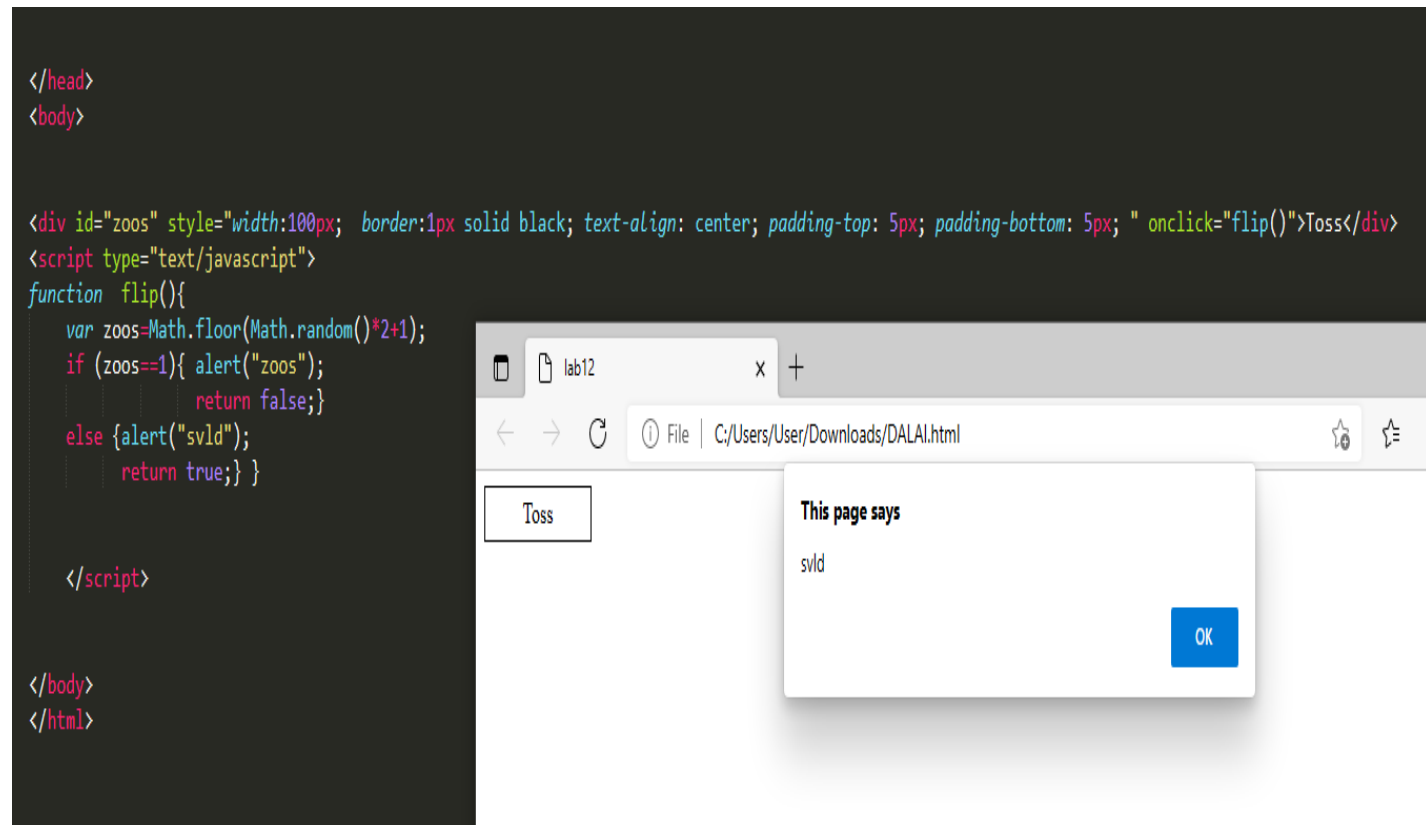 </head>
<body>
<div id="zoos" style="width:100px;  border:1px solid black; text-align: center; padding-top: 5px; padding-bottom: 5px; " onclick="flip()">Toss</div>
<script type="text/javascript">
function  flip(){
var zoos=Math.floor(Math.random()*2+1);
if (zoos==1){ alert("zoos");
return false;}
else {alert("svld");
return true;} }
</script>
</body>
</html>
lab12
File | C:/Users/User/Downloads/DALAI.html
Toss
This page says
svld
OK